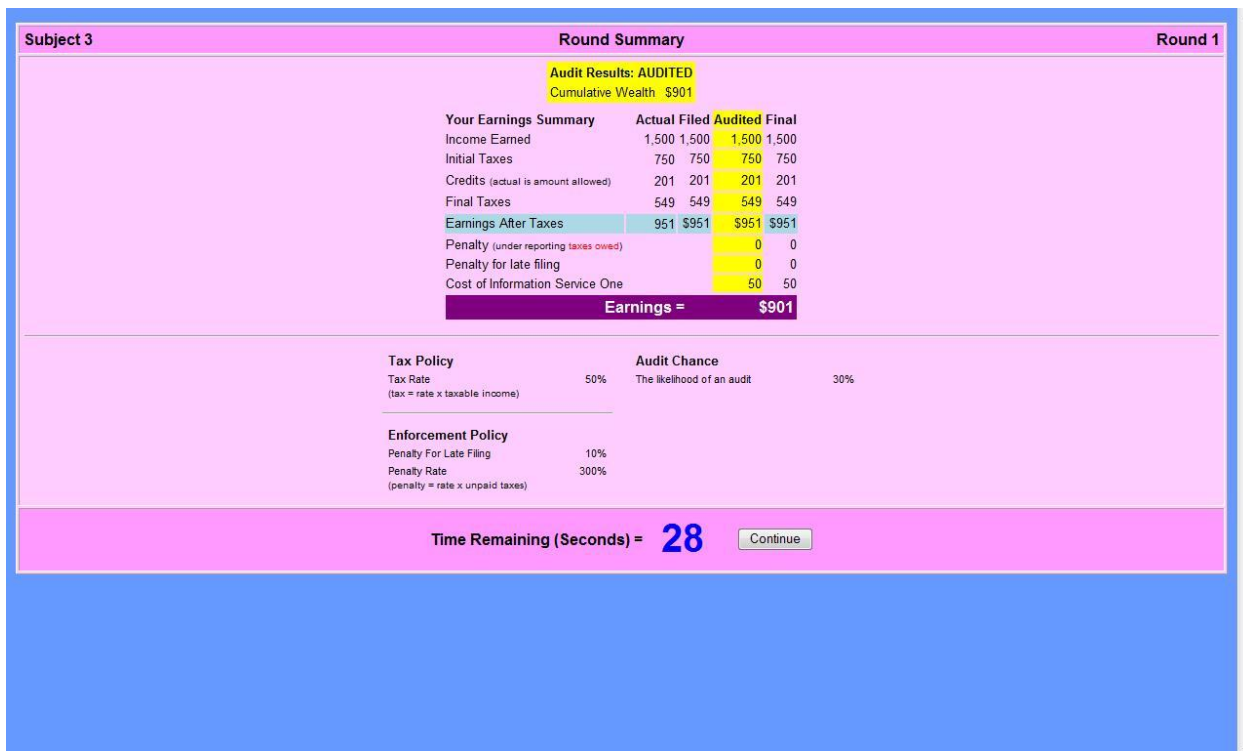 Subject 3 Round Summary Round 1
Audit Results: AUDITED
Cumulative Wealth $901
Your Earnings Summary Actual Filed Audited Final
Income Earned 1,500 1,500 1,500 1,500
Initial Taxes 750 750 750 750
Credits (actual is amount allowed) 201 201 201 201
Final Taxes 549 549 549 549
Earnings After Taxes 951 $951 $951 $951
Penalty (under reporting taxes owed) 0 0
Penalty for late filing 0 0
Cost of Information Service One 50 50
Earnings = $901
Tax Policy Audit Chance
Tax Rate 50% The likelihood of an audit 30%
(tax = rate x taxable income)
Enforcement Policy
Penalty For Late Filing 10%
Penalty Rate 300%
(penalty = rate x unpaid taxes)
Time Remaining (Seconds) = 28 Continue